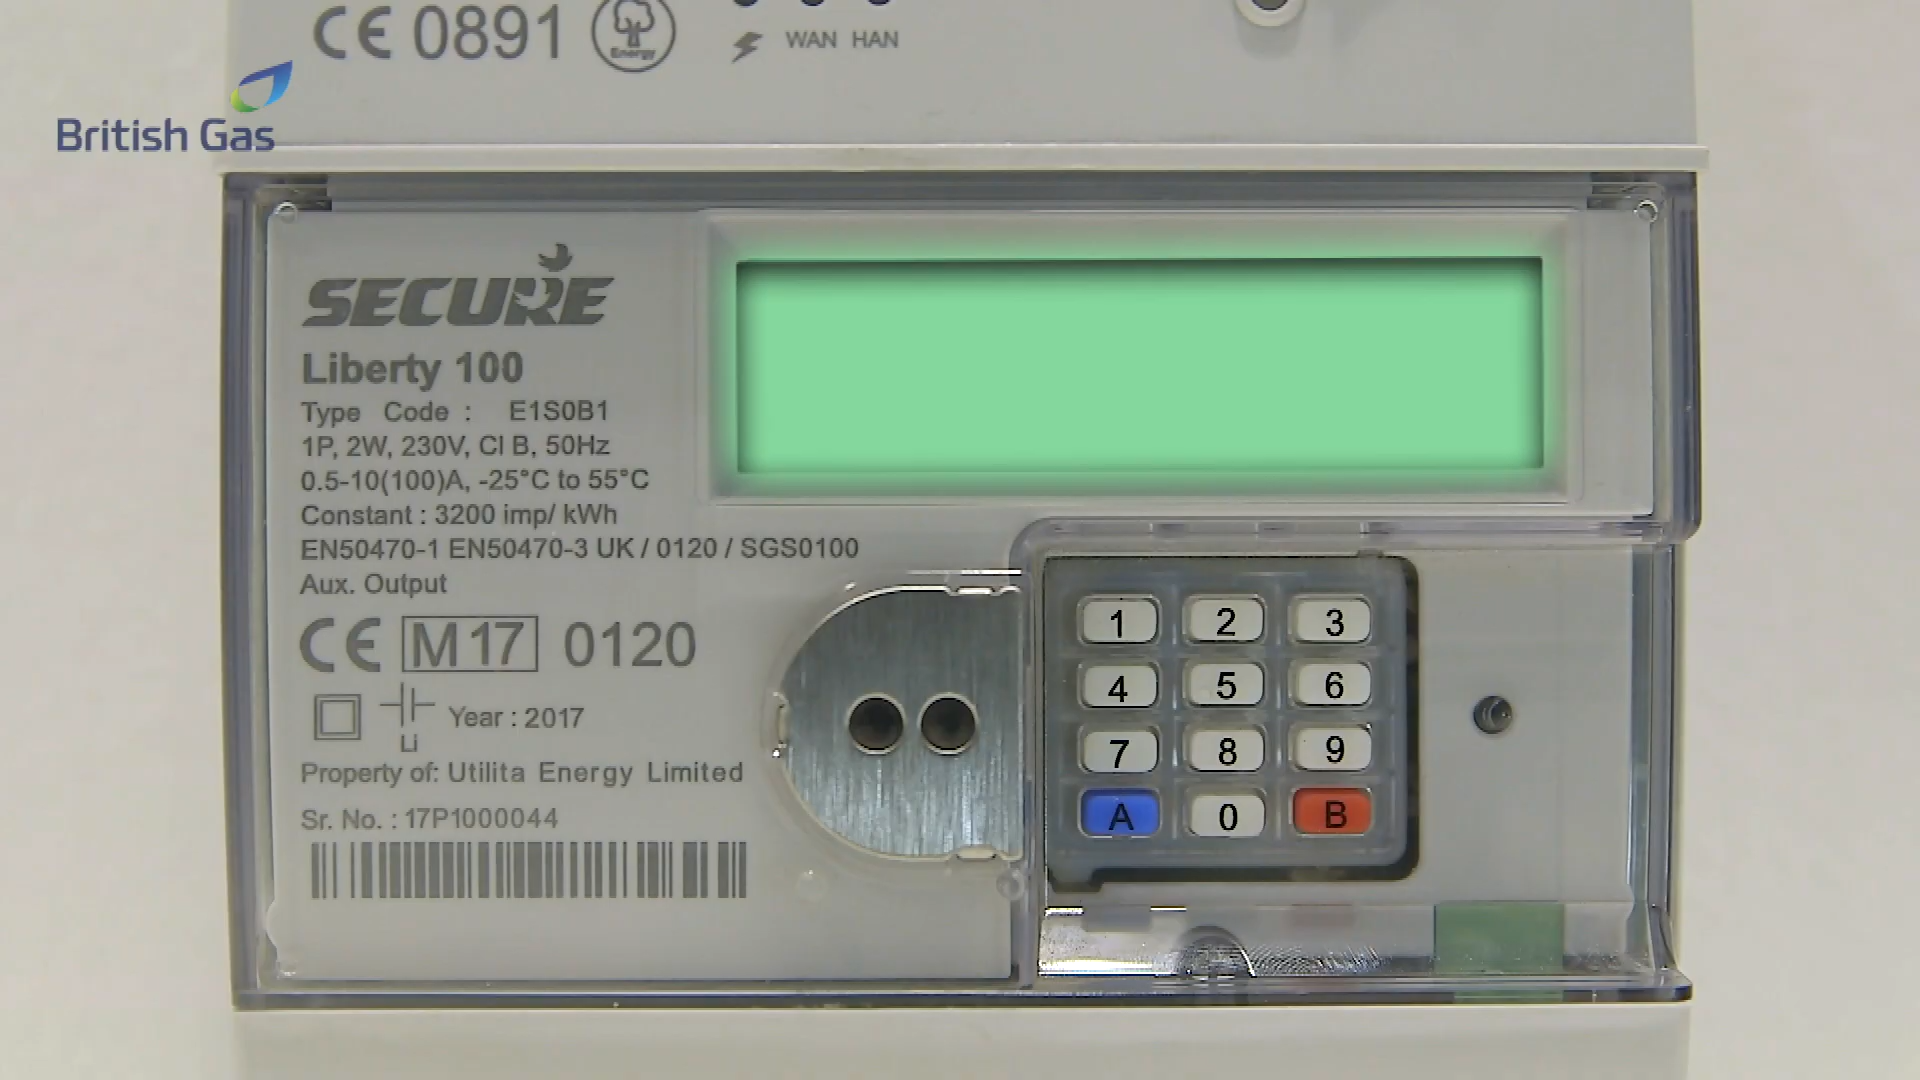 CE 0891
Energy
WAN HAN
British Gas
SECURE
Liberty 100
Type Code : E1S0B1
1P, 2W, 230V, Cl B, 50Hz
0.5-10(100)A, -25°C to 55°C
Constant : 3200 imp/ kWh
EN50470-1 EN50470-3 UK / 0120 / SGS0100
Aux. Output
CE M17 0120
Li
Year : 2017
Property of: Utilita Energy Limited
Sr. No. : 17P1000044
1 2 3
4 5 6
7 8 9
A 0 B